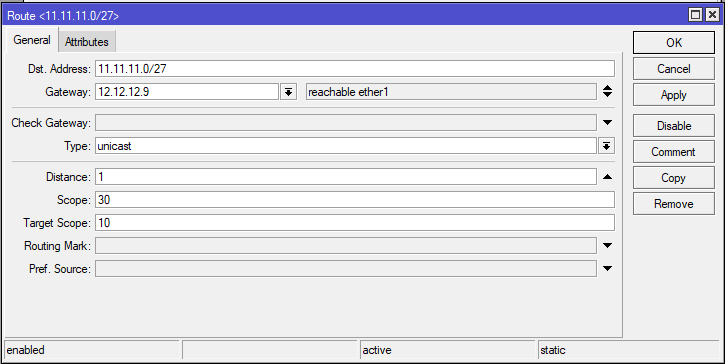 Route <11.11.11.0/27>
General Attributes
Dst. Address: 11.11.11.0/27
Gateway: 12.12.12.9 reachable ether1
Check Gateway:
Type: unicast
Distance: 1
Scope: 30
Target Scope: 10
Routing Mark:
Pref. Source:
OK
Cancel
Apply
Disable
Comment
Copy
Remove
enabled active static